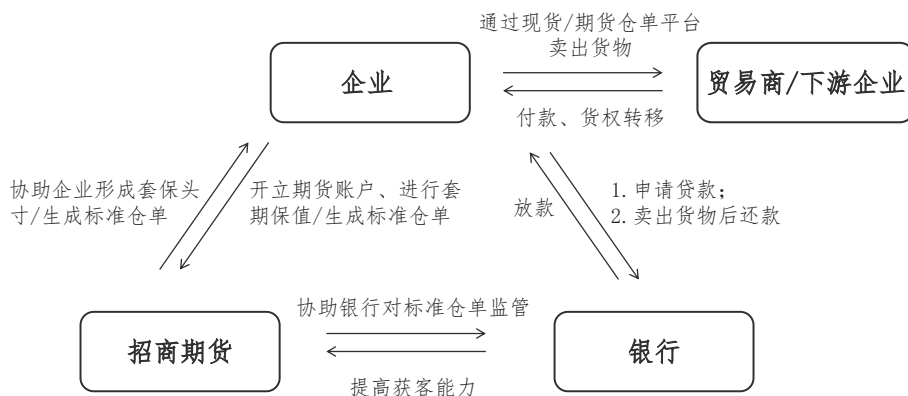 通过现货/期货仓单平台
卖出货物
企业
贸易商/下游企业
付款、货权转移
协助企业形成套保头
寸/生成标准仓单
开立期货账户、进行套
期保值/生成标准仓单
放款
1.申请贷款;
2.卖出货物后还款
协助银行对标准仓单监管
招商期货
银行
提高获客能力